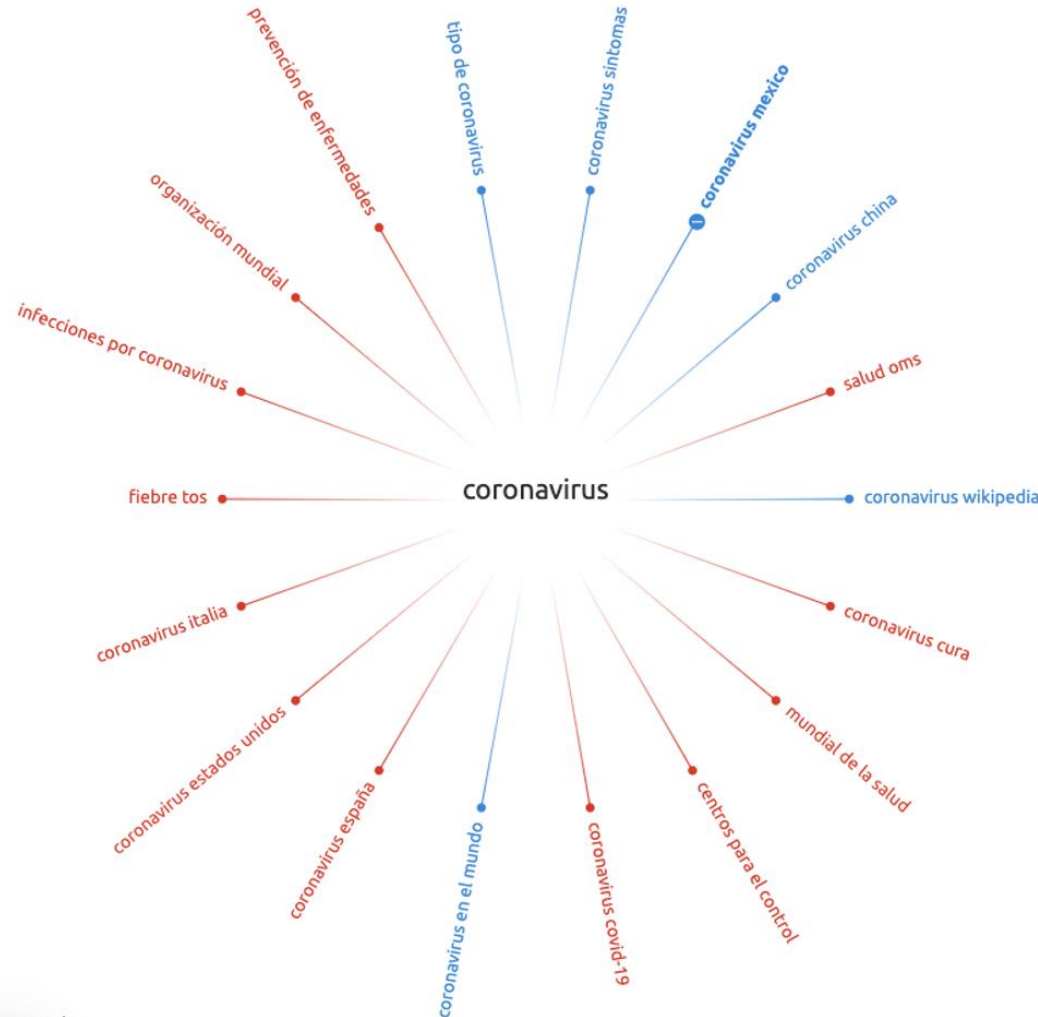 coronavirus
tipo de coronavirus
coronavirus sintomas
coronavirus mexico
coronavirus china
salud oms
coronavirus wikipedia
coronavirus cura
mundial de la salud
centros para el control
coronavirus covid-19
coronavirus en el mundo
coronavirus españa
coronavirus estados unidos
coronavirus italia
fiebre tos
infecciones por coronavirus
organización mundial
prevención de enfermedades